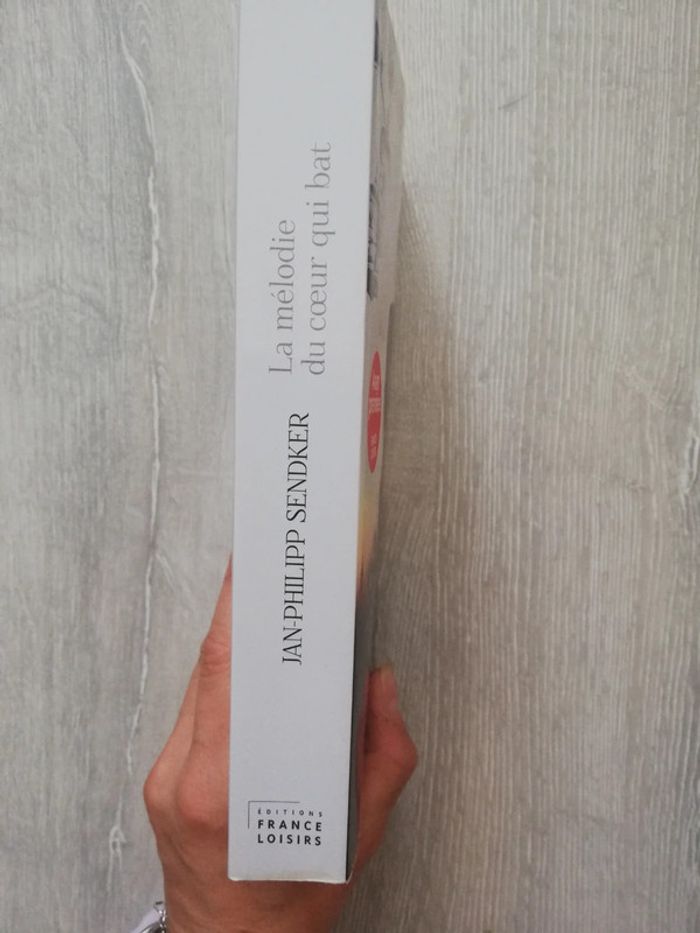 JAN-PHILIPP SENDKER
La mélodie
du cœur qui bat
ÉDITIONS
FRANCE
LOISIRS